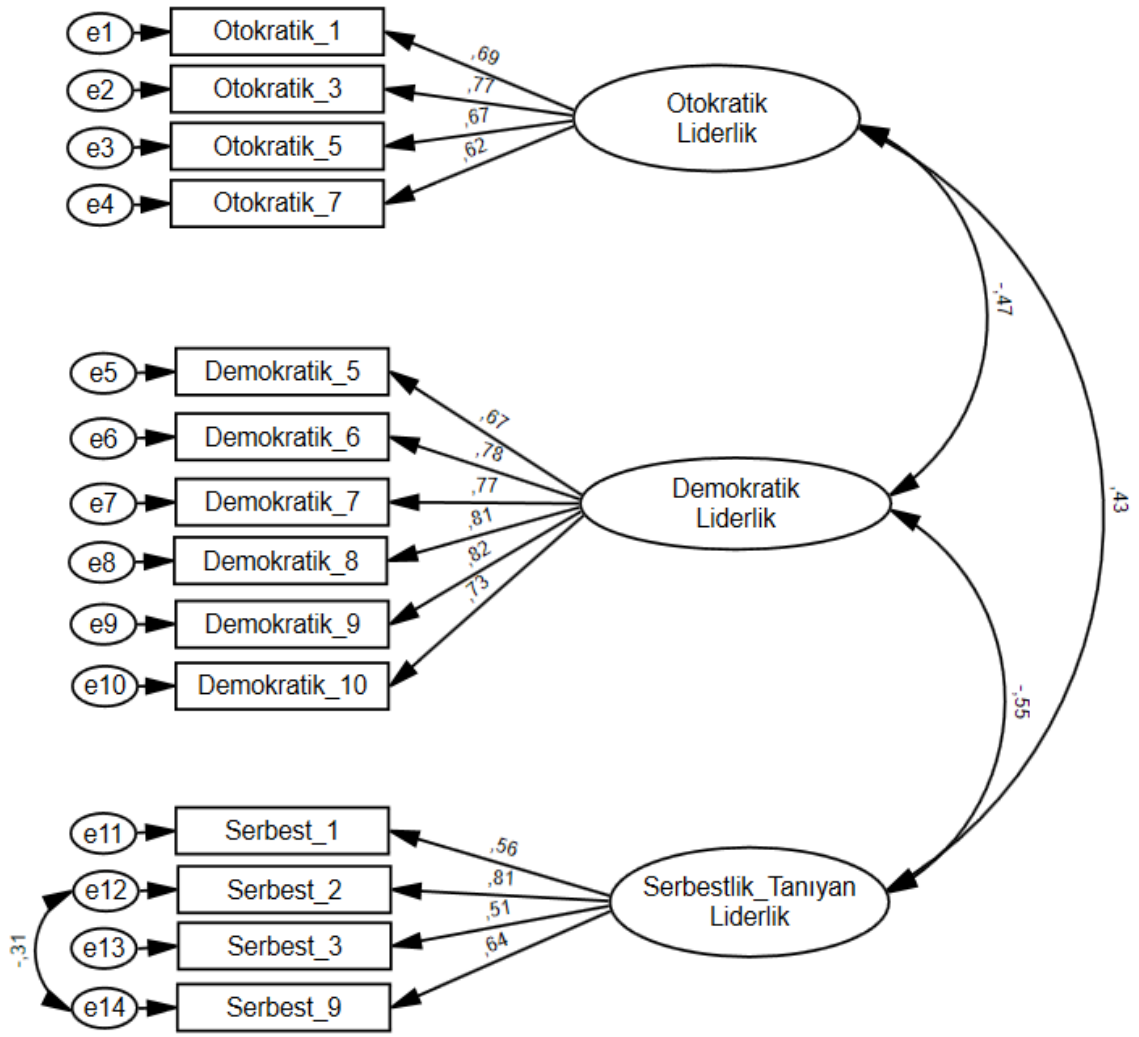 e1
Otokratik_1
,69
e2
Otokratik_3
,77
e3
Otokratik_5
,67
e4
Otokratik_7
,62
Otokratik
Liderlik
-,47
,43
e5
Demokratik_5
,67
e6
Demokratik_6
,78
e7
Demokratik_7
,77
e8
Demokratik_8
,81
e9
Demokratik_9
,82
e10
Demokratik_10
,73
Demokratik
Liderlik
-,55
e11
Serbest_1
,56
e12
Serbest_2
,81
e13
Serbest_3
,51
e14
Serbest_9
,64
-,31
Serbestlik_Tanıyan
Liderlik